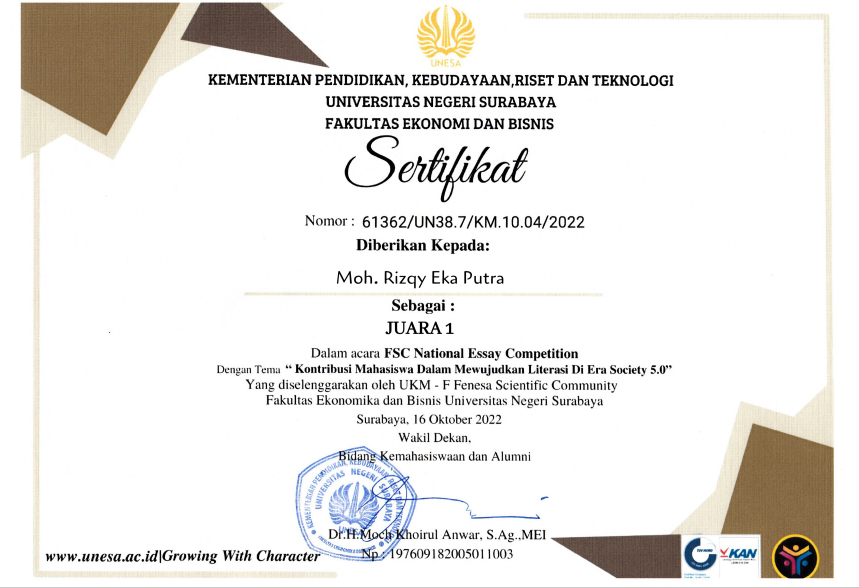 UNESA
KEMENTERIAN PENDIDIKAN, KEBUDAYAAN,RISET DAN TEKNOLOGI
UNIVERSITAS NEGERI SURABAYA
FAKULTAS EKONOMI DAN BISNIS
Sertifikat
Nomor : 61362/UN38.7/KM.10.04/2022
Diberikan Kepada:
Moh. Rizqy Eka Putra
Sebagai :
JUARA 1
Dalam acara FSC National Essay Competition
Dengan Tema “ Kontribusi Mahasiswa Dalam Mewujudkan Literasi Di Era Society 5.0”
Yang diselenggarakan oleh UKM - F Fenesa Scientific Community
Fakultas Ekonomika dan Bisnis Universitas Negeri Surabaya
Surabaya, 16 Oktober 2022
Wakil Dekan,
Bidang Kemahasiswaan dan Alumni
KEMENTERIAN PENDIDIKAN, KEBUDAYAAN, RISET DAN
UNIVERSITAS NEGERI SURABAYA
UNESA
Dr.H.Moch Khoirul Anwar, S.Ag.,MEI
Np : 197609182005011003
www.unesa.ac.id|Growing With Character
TUV NORD
KAN